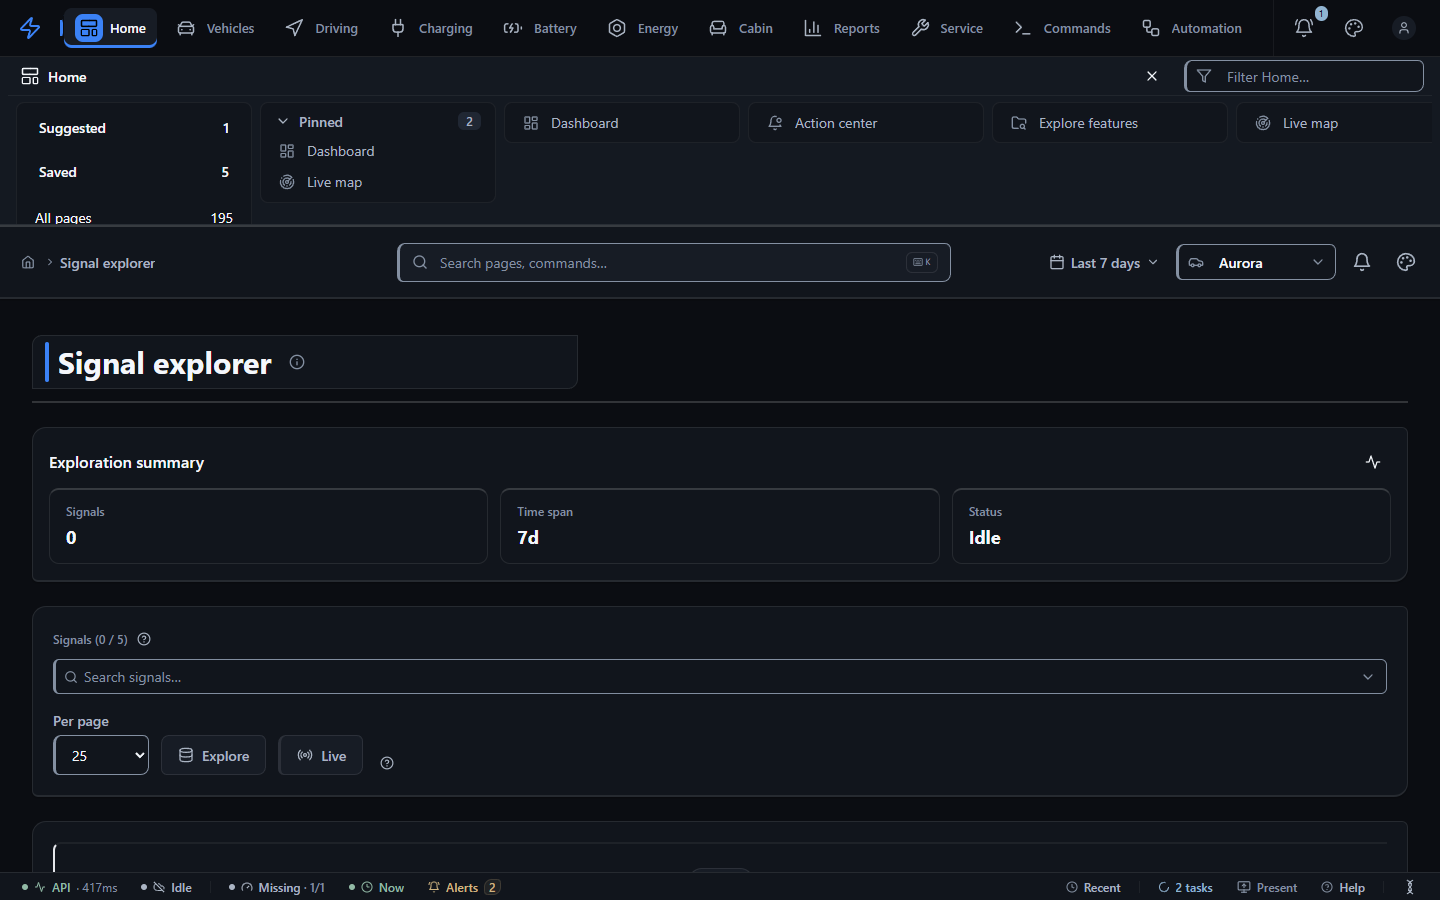 Home
Vehicles
Driving
Charging
Battery
Energy
Cabin
Reports
Service
Commands
Automation
1
Home
Filter Home...
Suggested 1
Saved 5
All pages 195
Pinned 2
Dashboard
Live map
Dashboard
Action center
Explore features
Live map
Signal explorer
Search pages, commands...
K
Last 7 days
Aurora
Signal explorer
Exploration summary
Signals
0
Time span
7d
Status
Idle
Signals (0 / 5)
Search signals...
Per page
25
Explore
Live
API · 417ms
Idle
Missing · 1/1
Now
Alerts 2
Recent
2 tasks
Present
Help